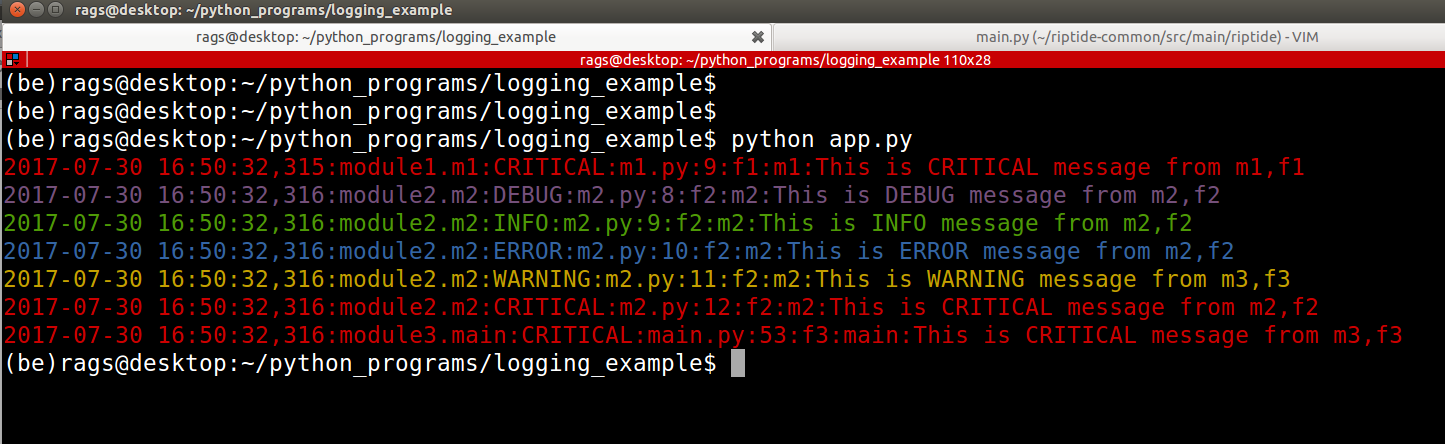 rags@desktop: ~/python_programs/logging_example
rags@desktop: ~/python_programs/logging_example
main.py (~/riptide-common/src/main/riptide) - VIM
rags@desktop: ~/python_programs/logging_example 110x28
(be)rags@desktop:~/python_programs/logging_example$
(be)rags@desktop:~/python_programs/logging_example$
(be)rags@desktop:~/python_programs/logging_example$ python app.py
2017-07-30 16:50:32,315:module1.m1:CRITICAL:m1.py:9:f1:m1:This is CRITICAL message from m1,f1
2017-07-30 16:50:32,316:module2.m2:DEBUG:m2.py:8:f2:m2:This is DEBUG message from m2,f2
2017-07-30 16:50:32,316:module2.m2:INFO:m2.py:9:f2:m2:This is INFO message from m2,f2
2017-07-30 16:50:32,316:module2.m2:ERROR:m2.py:10:f2:m2:This is ERROR message from m2,f2
2017-07-30 16:50:32,316:module2.m2:WARNING:m2.py:11:f2:m2:This is WARNING message from m3,f3
2017-07-30 16:50:32,316:module2.m2:CRITICAL:m2.py:12:f2:m2:This is CRITICAL message from m2,f2
2017-07-30 16:50:32,316:module3.main:CRITICAL:main.py:53:f3:main:This is CRITICAL message from m3,f3
(be)rags@desktop:~/python_programs/logging_example$